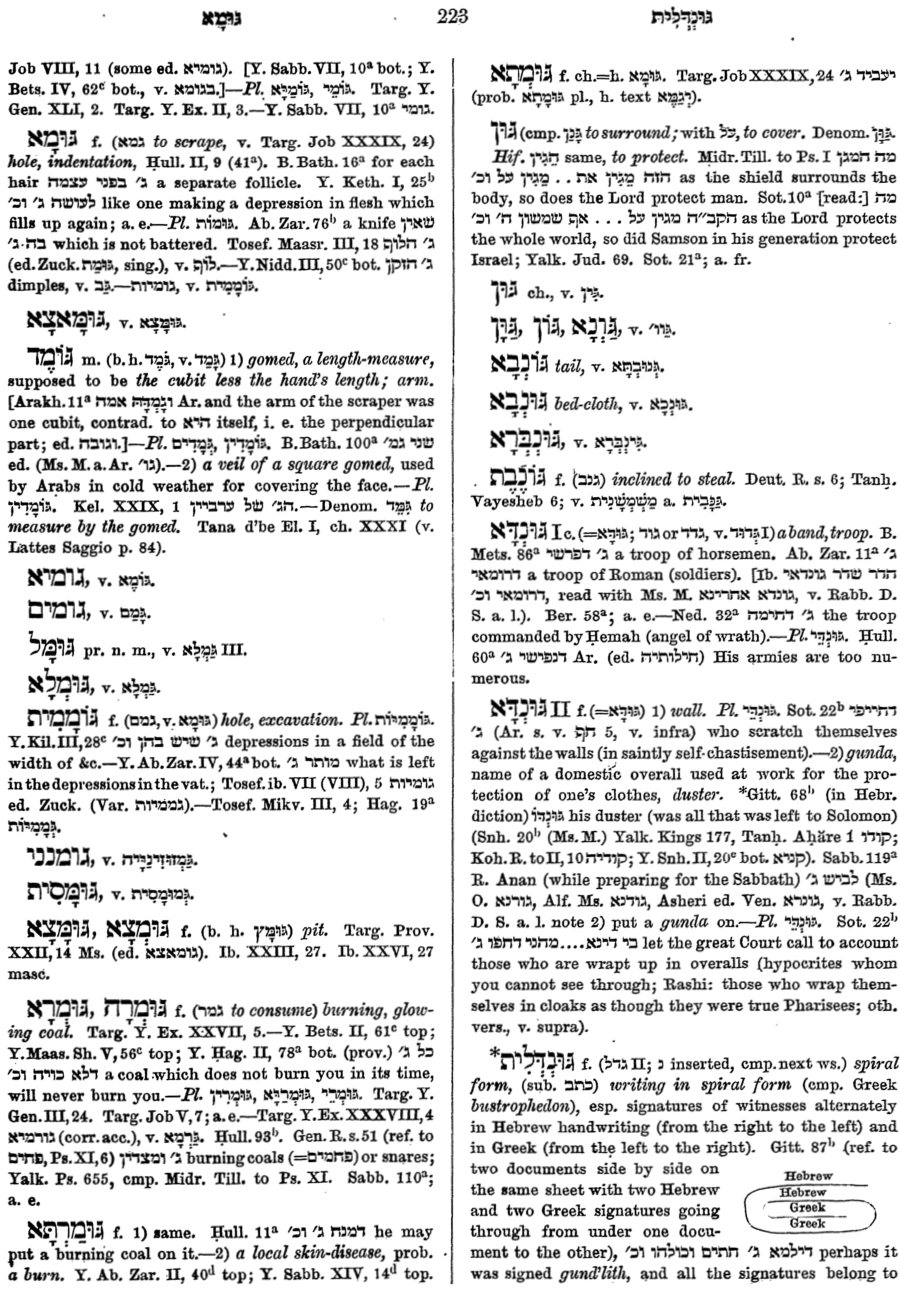 גּוּמָא 223 גּוּנְדְּלִית
Job VIII, 11 (some ed. גומיא). [Y. Sabb. VII, 10ᵃ bot.; Y.
Bets. IV, 62ᶜ bot., v. בגומא.]—Pl. גּוֹמֵי, גּוֹמַיָּא. Targ. Y.
Gen. XLI, 2. Targ. Y. Ex. II, 3.—Y. Sabb. VII, 10ᵃ גומי.
גּוּמָא f. (גמא to scrape, v. Targ. Job XXXIX, 24)
hole, indentation, Ḥull. II, 9 (41ᵃ). B. Bath. 16ᵃ for each
hair ג׳ בפני עצמה a separate follicle. Y. Keth. I, 25ᵇ
לעושה ג׳ וכ׳ like one making a depression in flesh which
fills up again; a. e.—Pl. גּוּמוֹת. Ab. Zar. 76ᵇ a knife שאין
בה ג׳ which is not battered. Tosef. Maasr. III, 18 ג׳ חלוף
(ed. Zuck. גּוּמַת, sing.), v. לוּף.—Y. Nidd. III, 50ᶜ bot. ג׳ הזקן
dimples, v. גַּב.—גומיות, v. גּוֹמָמִית.
גּוּמָאצָא, v. גּוּמָצָא.
גּוֹמֶד m. (b. h. גֹּמֶד, v. גָּמַד) 1) gomed, a length-measure,
supposed to be the cubit less the hand's length; arm.
[Arakh. 11ᵃ וגָמְדָּהּ אמה Ar. and the arm of the scraper was
one cubit, contrad. to היא itself, i. e. the perpendicular
part; ed. וגובה.]—Pl. גּוֹמָדִין, גְּמָדִים. B. Bath. 100ᵃ שני גמ׳
ed. (Ms. M. a. Ar. גו׳).—2) a veil of a square gomed, used
by Arabs in cold weather for covering the face.—Pl.
גּוֹמָדִין. Kel. XXIX, 1 הג׳ של ערביין.—Denom. גִּמֵּד to
measure by the gomed. Tana d'be El. I, ch. XXXI (v.
Lattes Saggio p. 84).
גּוּמיא, v. גּוֹמֶא.
גּוּמים, v. גָּמַם.
גּוּמָּל pr. n. m., v. גַּמְלָא III.
גּוּמְלָא, v. גַּמְלָא.
גּוֹמָמִית f. (גמם, v. גּוּמָא) hole, excavation. Pl. גּוֹמָמִיּוֹת.
Y. Kil. III, 28ᶜ ג׳ שיש בהן וכ׳ depressions in a field of the
width of &c.—Y. Ab. Zar. IV, 44ᵃ bot. מותר ג׳ what is left
in the depressions in the vat.; Tosef. ib. VII (VIII), 5 גומיות
ed. Zuck. (Var. גממיות).—Tosef. Mikv. III, 4; Hag. 19ᵃ
גְּמָמִיּוֹת.
גומנכי, v.
גּוּמָסִית, v. גְּמוּמָסִית.
גּוּמָצָא, גּוּמְצָא f. (b. h. גּוּמָּץ) pit. Targ. Prov.
XXII, 14 Ms. (ed. גומאצא). Ib. XXIII, 27. Ib. XXVI, 27
masc.
גּוּמְרָא, גּוּמְרָה f. (גמר to consume) burning, glow-
ing coal. Targ. Y. Ex. XXVII, 5.—Y. Bets. II, 61ᶜ top;
Y. Maas. Sh. V, 56ᶜ top; Y. Hag. II, 78ᵃ bot. (prov.) כל ג׳
דלא כויה וכ׳ a coal which does not burn you in its time,
will never burn you.—Pl. גּוּמְרֵי, גּוּמְרַיָּא, גּוּמְרִין. Targ. Y.
Gen. III, 24. Targ. Job V, 7; a. e.—Targ. Y. Ex. XXXVIII, 4
גורמיא (corr. acc.), v. גַּרְמָא. Ḥull. 93ᵇ. Gen. R. s. 51 (ref. to
פחים, Ps. XI, 6) ג׳ ומצדין burning coals (=פחמים) or snares;
Yalk. Ps. 655, cmp. Midr. Till. to Ps. XI. Sabb. 110ᵃ;
a. e.
גּוּמַרְתָּא f. 1) same. Ḥull. 11ᵃ דמנח ג׳ וכ׳ he may
put a burning coal on it.—2) a local skin-disease, prob.
a burn. Y. Ab. Zar. II, 40ᵈ top; Y. Sabb. XIV, 14ᵈ top.
גּוּמְתָא f. ch.=h. גּוּמָא. Targ. Job XXXIX, 24 יעביד ג׳
(prob. גּוּמָתָא pl., h. text יְגַמֶּא).
גּוּן (cmp. גָּנַן to surround; with על, to cover. Denom. גַּוָּן.
Hif. הֵגִין same, to protect. Midr. Till. to Ps. I מה המגן
הזה מֵגִין את . . מֵגִין על וכ׳ as the shield surrounds the
body, so does the Lord protect man. Sot. 10ᵃ [read:] מה
הקב״ה מגין על . . . אף שמשון ה׳ וכ׳ as the Lord protects
the whole world, so did Samson in his generation protect
Israel; Yalk. Jud. 69. Sot. 21ᵃ; a. fr.
גּוּן ch., v. גִּין.
גַּוָּן, גּוֹן, גַּוְנָא, v. גַּוו׳.
גּוֹנְבָא tail, v. גְּנוּבְתָא.
גּוּנְבָא bed-cloth, v. גּוּנְכָא.
גּוּנְבְּרָא, v. גִּינְבְּרָא.
גּוֹנֶבֶת f. (גנב) inclined to steal. Deut. R. s. 6; Tanḥ.
Vayesheb 6; v. מְשַׁמְּשָׁנִית a. גַּנָּבִית.
גּוּנְדָּא I c. (=גּוּדָא; גוד or גדד, v. גְּדוּד I) a band, troop. B.
Mets. 86ᵃ ג׳ דפרשי a troop of horsemen. Ab. Zar. 11ᵃ ג׳
דרומאי a troop of Roman (soldiers). [Ib. הדר שדר גונדאי
דרומאי וכ׳, read with Ms. M. גונדא אחרינא, v. Rabb. D.
S. a. l.). Ber. 58ᵃ; a. e.—Ned. 32ᵃ ג׳ דחימה the troop
commanded by Ḥemah (angel of wrath).—Pl. גּוּנְדֵּי. Ḥull.
60ᵃ דנפישי ג׳ Ar. (ed. חילותיה) His armies are too nu-
merous.
גּוּנְדָּא II f. (=גּוּדָא) 1) wall. Pl. גּוּנְדֵּי. Sot. 22ᵇ דחייפי
ג׳ (Ar. s. v. חף 5, v. infra) who scratch themselves
against the walls (in saintly self-chastisement).—2) gunda,
name of a domestic overall used at work for the pro-
tection of one's clothes, duster. *Gitt. 68ᵇ (in Hebr.
diction) גּוּנְדּוֹ his duster (was all that was left to Solomon)
(Snh. 20ᵇ (Ms. M.) Yalk. Kings 177, Tanḥ. Aḥăre 1 קודו;
Koh. R. to II, 10 קודיה; Y. Snh. II, 20ᶜ bot. קניא). Sabb. 119ᵃ
R. Anan (while preparing for the Sabbath) לביש ג׳ (Ms.
O. גורנא, Alf. Ms. גודנא, Asheri ed. Ven. גונרא, v. Rabb.
D. S. a. l. note 2) put a gunda on.—Pl. גּוּנְדֵּי. Sot. 22ᵇ
בי דינא....מהני דחפו ג׳ let the great Court call to account
those who are wrapt up in overalls (hypocrites whom
you cannot see through; Rashi: those who wrap them-
selves in cloaks as though they were true Pharisees; oth.
vers., v. supra).
*גּוּנְדְּלִית f. (גדל II; נ inserted, cmp. next ws.) spiral
form, (sub. כתב) writing in spiral form (cmp. Greek
bustrophedon), esp. signatures of witnesses alternately
in Hebrew handwriting (from the right to left) and
in Greek (from the left to the right). Gitt. 87ᵇ (ref. to
two documents side by side on
the same sheet with two Hebrew
and two Greek signatures going
through from under one docu-
Hebrew
Hebrew
Greek
Greek
ment to the other), דילמא ג׳ חתים וכולהו וכ׳ perhaps it
was signed gund'lith, and all the signatures belong to